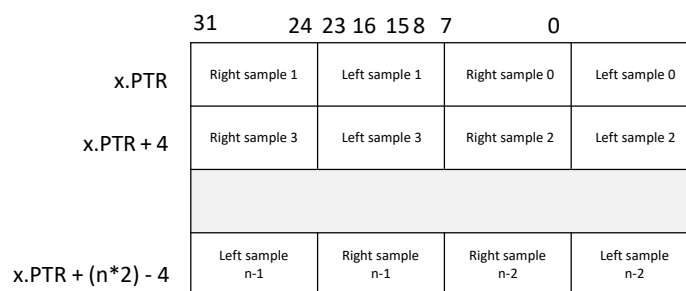 31 24 23 16 15 8 7 0
x.PTR Right sample 1 Left sample 1 Right sample 0 Left sample 0
x.PTR + 4 Right sample 3 Left sample 3 Right sample 2 Left sample 2
x.PTR + (n*2) - 4
Left sample
n-1
Right sample
n-1
Right sample
n-2
Left sample
n-2